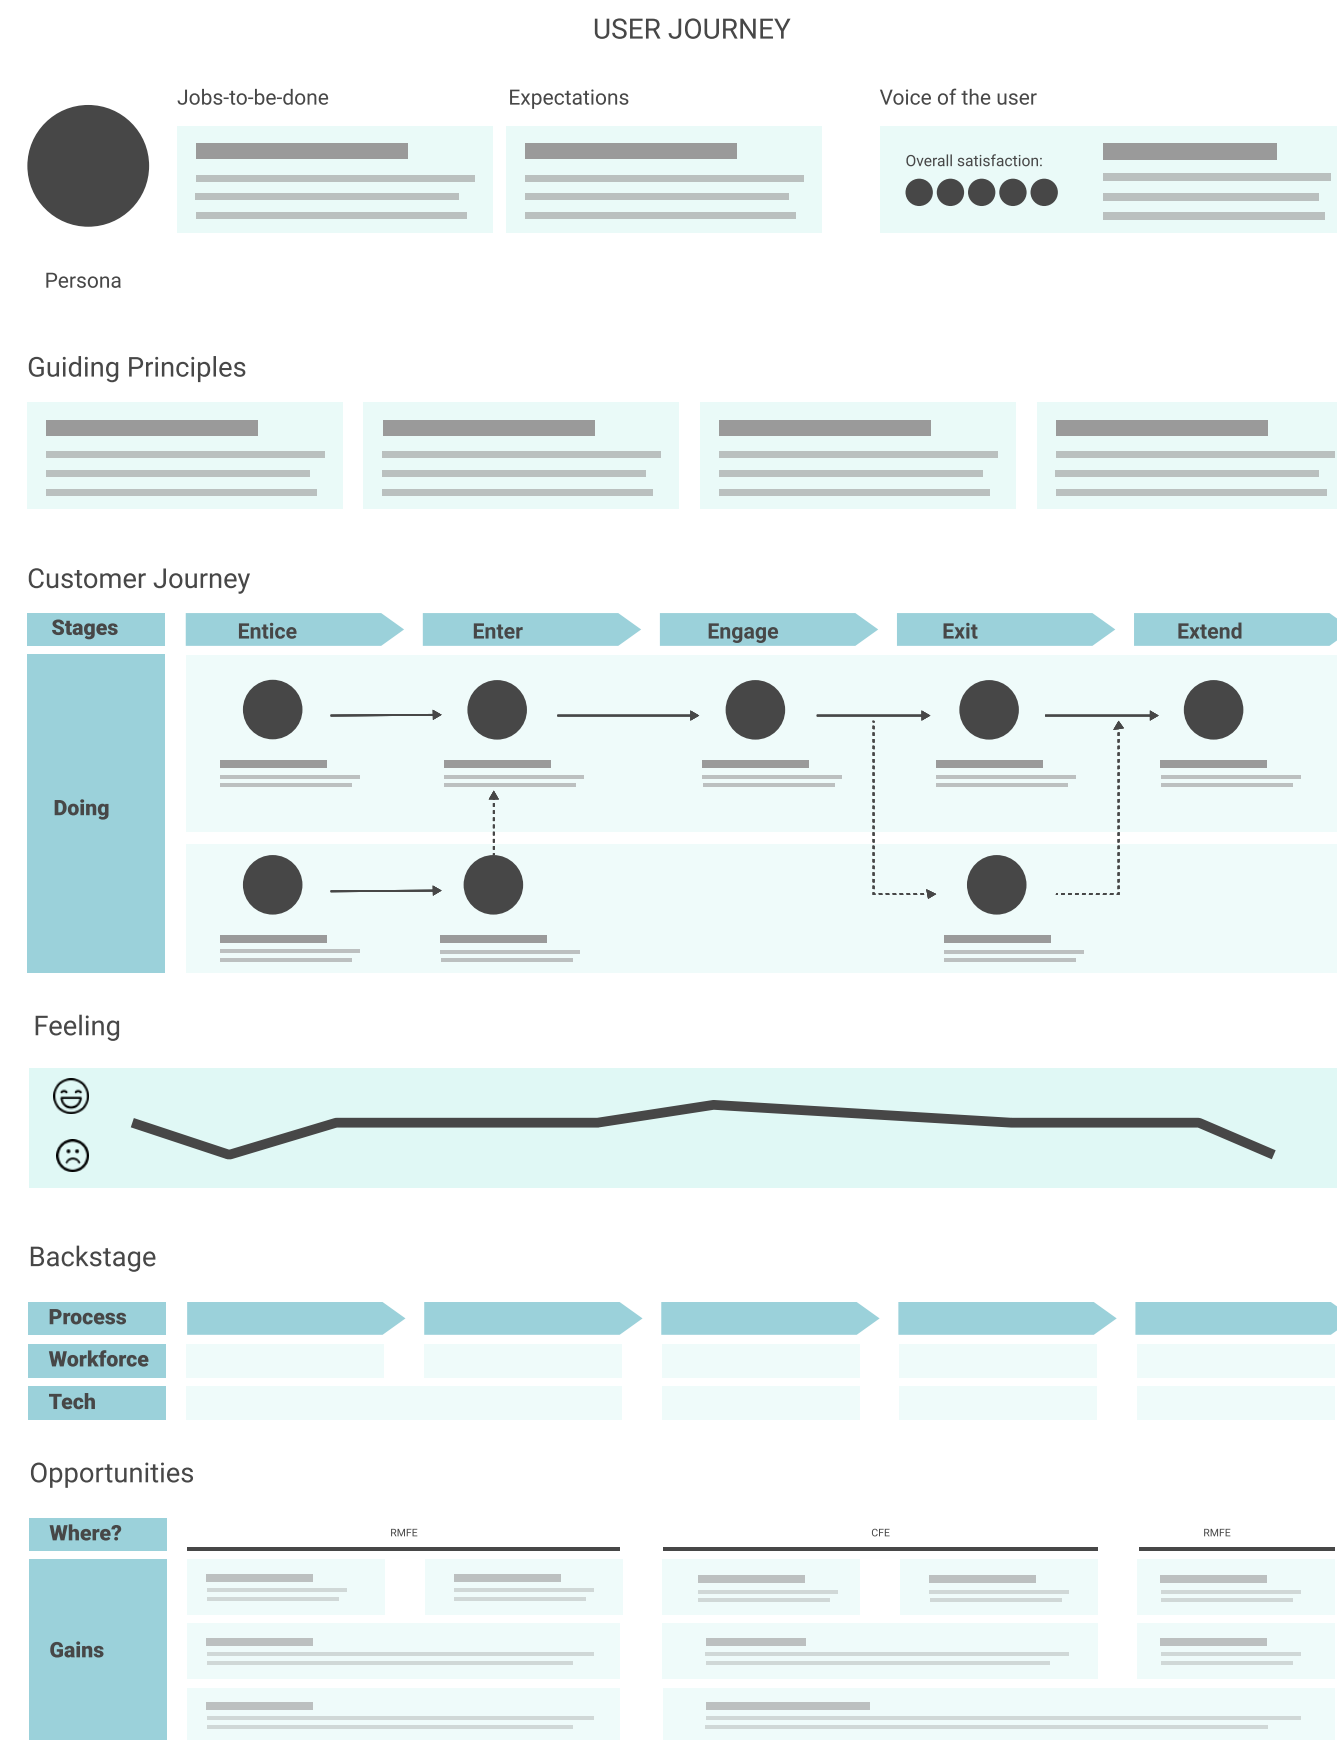 USER JOURNEY
Jobs-to-be-done
Expectations
Voice of the user
Overall satisfaction:
Persona
Guiding Principles
Customer Journey
Stages
Entice
Enter
Engage
Exit
Extend
Doing
Feeling
Backstage
Process
Workforce
Tech
Opportunities
Where?
RMFE
CFE
RMFE
Gains